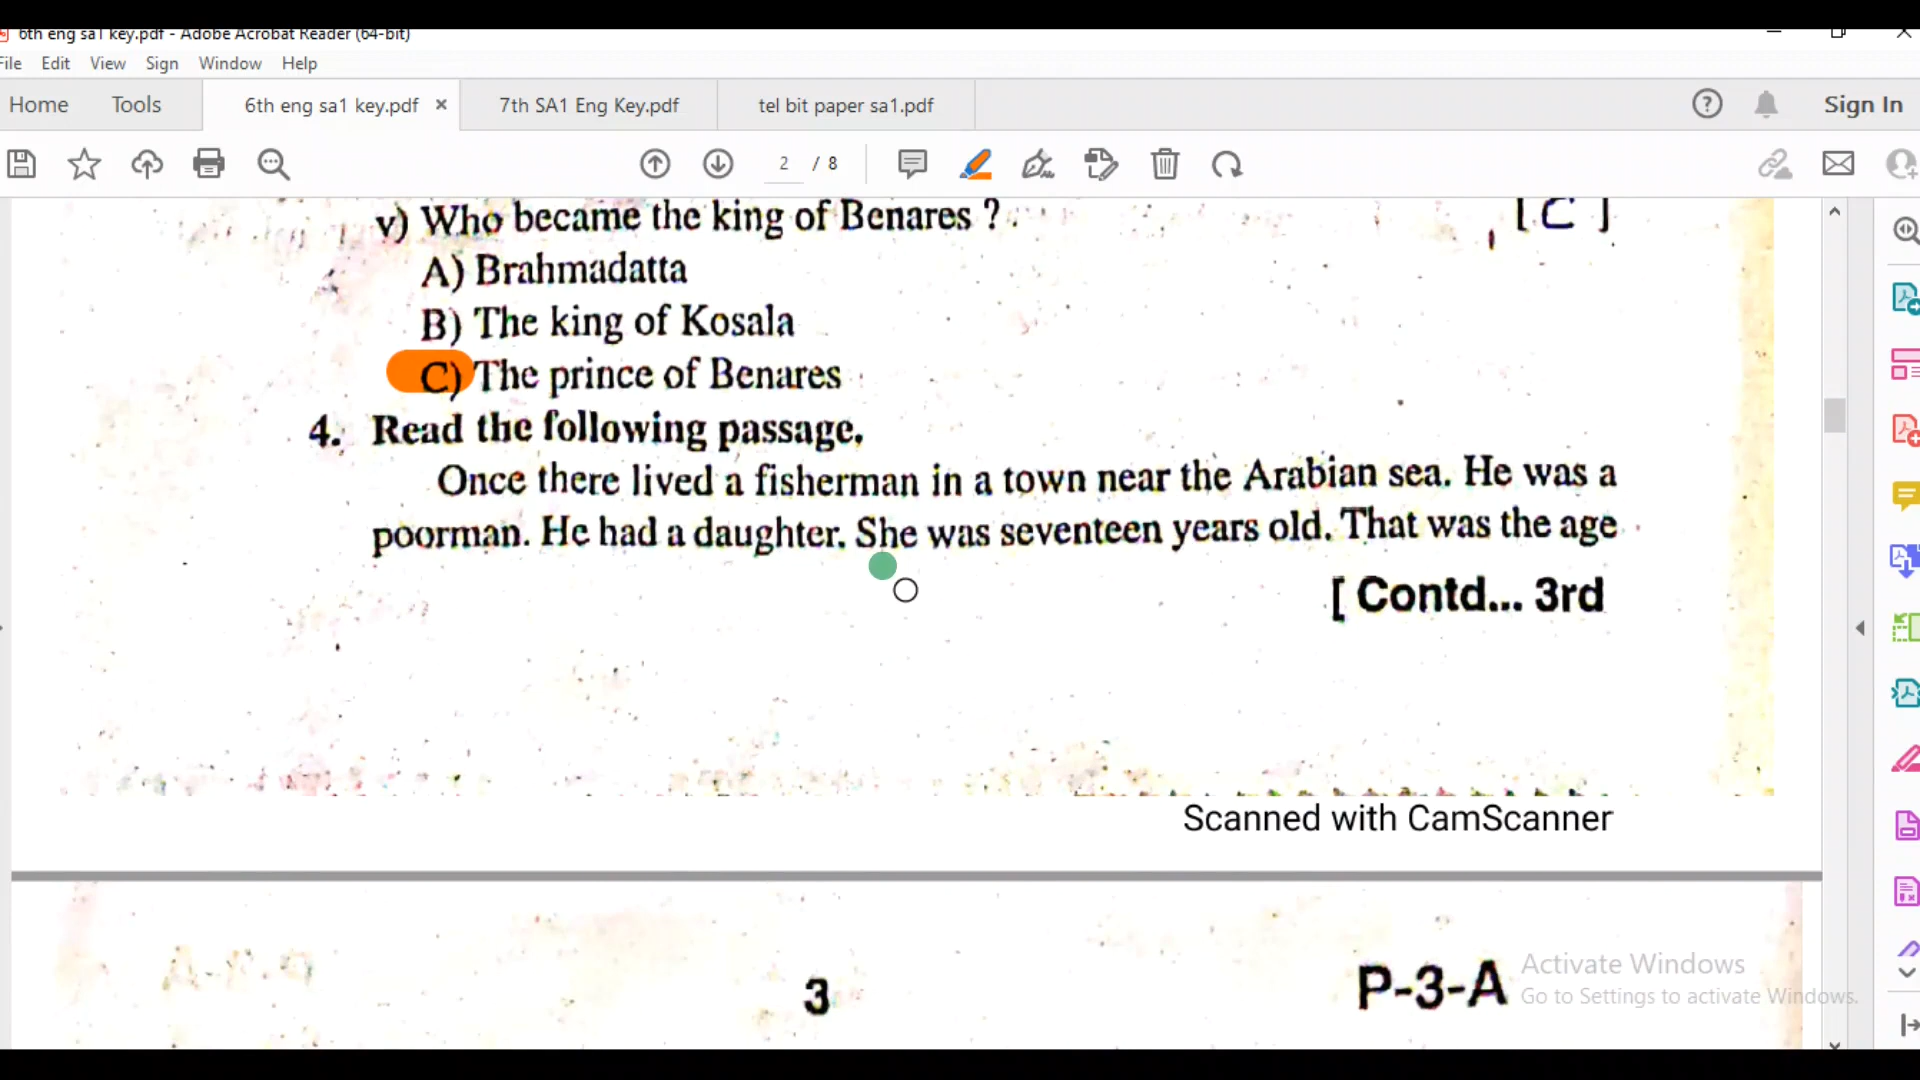 6th eng sa1 key.pdf - Adobe Acrobat Reader (64-bit)
File Edit View Sign Window Help
Home Tools 6th eng sa1 key.pdf × 7th SA1 Eng Key.pdf tel bit paper sa1.pdf Sign In
2 / 8
v) Who became the king of Benares ? [ C ]
A) Brahmadatta
B) The king of Kosala
C) The prince of Benares
4. Read the following passage.
Once there lived a fisherman in a town near the Arabian sea. He was a
poorman. He had a daughter. She was seventeen years old. That was the age
[ Contd... 3rd
Scanned with CamScanner
3 P-3-A
Activate Windows
Go to Settings to activate Windows.